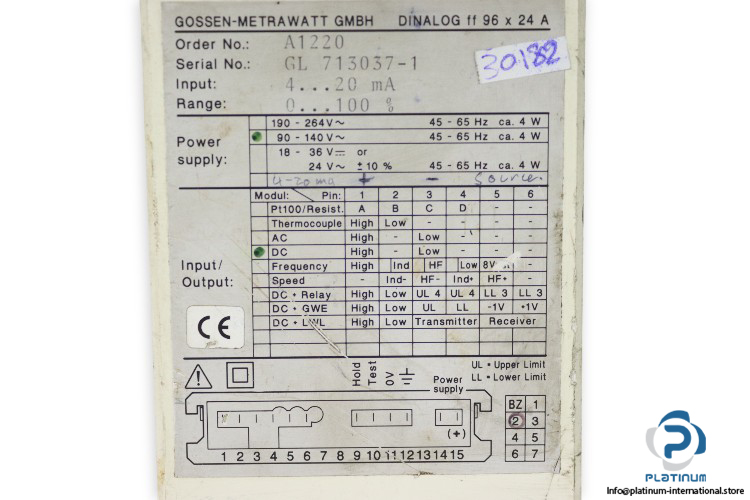 GOSSEN-METRAWATT GMBH DINALOG ff 96 x 24 A
Order No.: A1220
Serial No.: GL 713037-1
30182
Input: 4...20 mA
Range: 0...100 %
Power supply:
190 - 264V~ 45 - 65 Hz ca. 4 W
90 - 140V~ 45 - 65 Hz ca. 4 W
18 - 36 V⎓ or
24 V~ ±10 % 45 - 65 Hz ca. 4 W
4-20ma + - Source
Modul: Pin: 1 2 3 4 5 6
Pt100/Resist. A B C D - -
Thermocouple High Low - - - -
AC High - Low - - -
DC High - Low - - -
Input/
Output:
Frequency High Ind HF Low 8V
Speed - Ind- HF- Ind+ HF+ -
DC + Relay High Low UL 4 UL 4 LL 3 LL 3
DC + GWE High Low UL LL -1V +1V
DC + LWL High Low Transmitter Receiver
CE
Hold
Test
0V
UL = Upper Limit
LL = Lower Limit
Power
supply
(+)
1 2 3 4 5 6 7 8 9 10 11 12 13 14 15
BZ 1
2 3
4 5
6 7
PLATINUM
INTERNATIONAL
Info@platinum-international.store